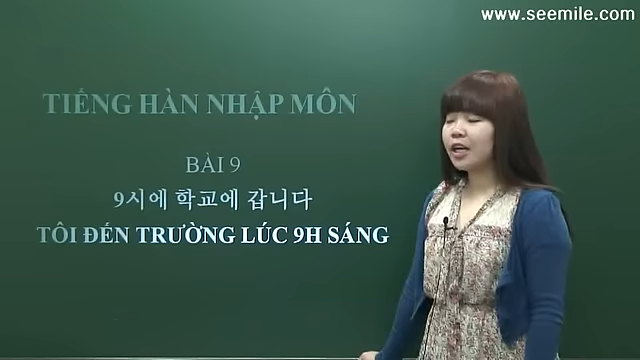 www.seemile.com
TIẾNG HÀN NHẬP MÔN
BÀI 9
9시에 학교에 갑니다
TÔI ĐẾN TRƯỜNG LÚC 9H SÁNG